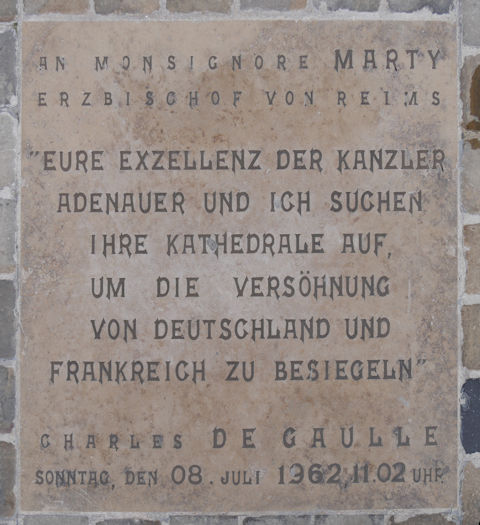 AN MONSIGNORE MARTY
ERZBISCHOF VON REIMS
"EURE EXZELLENZ DER KANZLER
ADENAUER UND ICH SUCHEN
IHRE KATHEDRALE AUF,
UM DIE VERSÖHNUNG
VON DEUTSCHLAND UND
FRANKREICH ZU BESIEGELN"
CHARLES DE GAULLE
SONNTAG, DEN 08. JULI 1962, 11.02 UHR